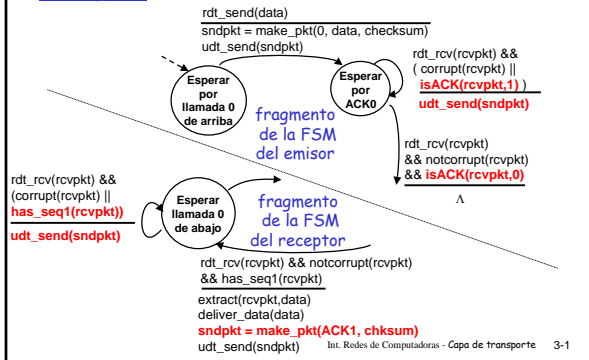 rdt_send(data)
sndpkt = make_pkt(0, data, checksum)
udt_send(sndpkt)
Esperar
por
llamada 0
de arriba
Esperar
por
ACK0
rdt_rcv(rcvpkt) &&
( corrupt(rcvpkt) ||
isACK(rcvpkt,1) )
udt_send(sndpkt)
fragmento
de la FSM
del emisor
rdt_rcv(rcvpkt)
&& notcorrupt(rcvpkt)
&& isACK(rcvpkt,0)
Λ
rdt_rcv(rcvpkt) &&
(corrupt(rcvpkt) ||
has_seq1(rcvpkt))
udt_send(sndpkt)
Esperar
llamada 0
de abajo
fragmento
de la FSM
del receptor
rdt_rcv(rcvpkt) && notcorrupt(rcvpkt)
&& has_seq1(rcvpkt)
extract(rcvpkt,data)
deliver_data(data)
sndpkt = make_pkt(ACK1, chksum)
udt_send(sndpkt)
Int. Redes de Computadoras - Capa de transporte 3-1